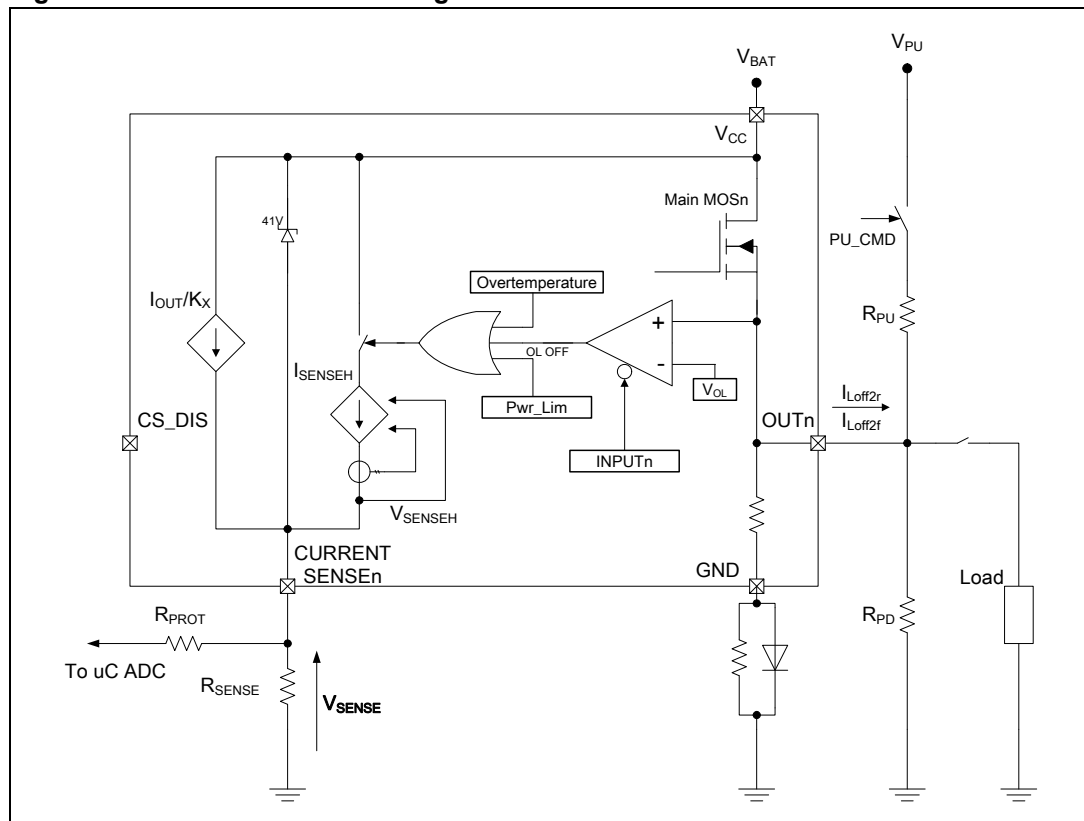 V_BAT
V_PU
V_CC
Main MOSn
41V
PU_CMD
Overtemperature
I_OUT/K_X
R_PU
+
OL OFF
-
I_SENSEH
V_OL
Pwr_Lim
I_Loff2r
CS_DIS
OUTn
I_Loff2f
INPUTn
V_SENSEH
CURRENT
SENSEn
GND
Load
R_PROT
R_PD
To uC ADC
R_SENSE
V_SENSE